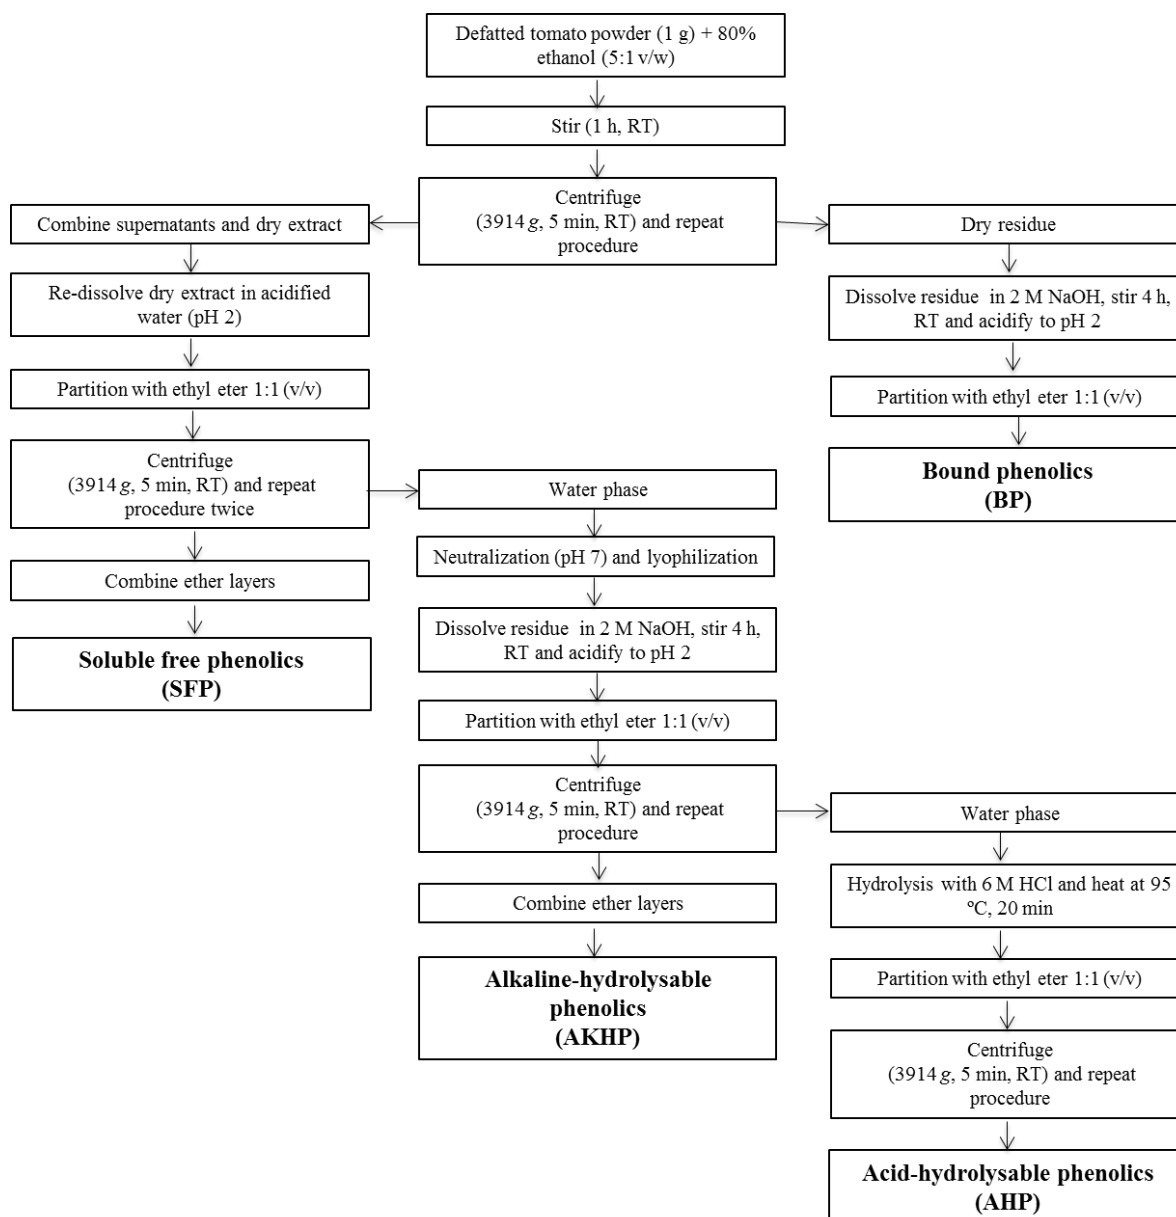 Defatted tomato powder (1 g) + 80%
ethanol (5:1 v/w)
Stir (1 h, RT)
Centrifuge
(3914 g, 5 min, RT) and repeat
procedure
Combine supernatants and dry extract
Re-dissolve dry extract in acidified
water (pH 2)
Partition with ethyl eter 1:1 (v/v)
Centrifuge
(3914 g, 5 min, RT) and repeat
procedure twice
Combine ether layers
Soluble free phenolics
(SFP)
Water phase
Neutralization (pH 7) and lyophilization
Dissolve residue in 2 M NaOH, stir 4 h,
RT and acidify to pH 2
Partition with ethyl eter 1:1 (v/v)
Centrifuge
(3914 g, 5 min, RT) and repeat
procedure
Combine ether layers
Alkaline-hydrolysable
phenolics
(AKHP)
Dry residue
Dissolve residue in 2 M NaOH, stir 4 h,
RT and acidify to pH 2
Partition with ethyl eter 1:1 (v/v)
Bound phenolics
(BP)
Water phase
Hydrolysis with 6 M HCl and heat at 95
ºC, 20 min
Partition with ethyl eter 1:1 (v/v)
Centrifuge
(3914 g, 5 min, RT) and repeat
procedure
Acid-hydrolysable phenolics
(AHP)